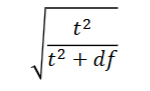 √(t²/(t² + df))